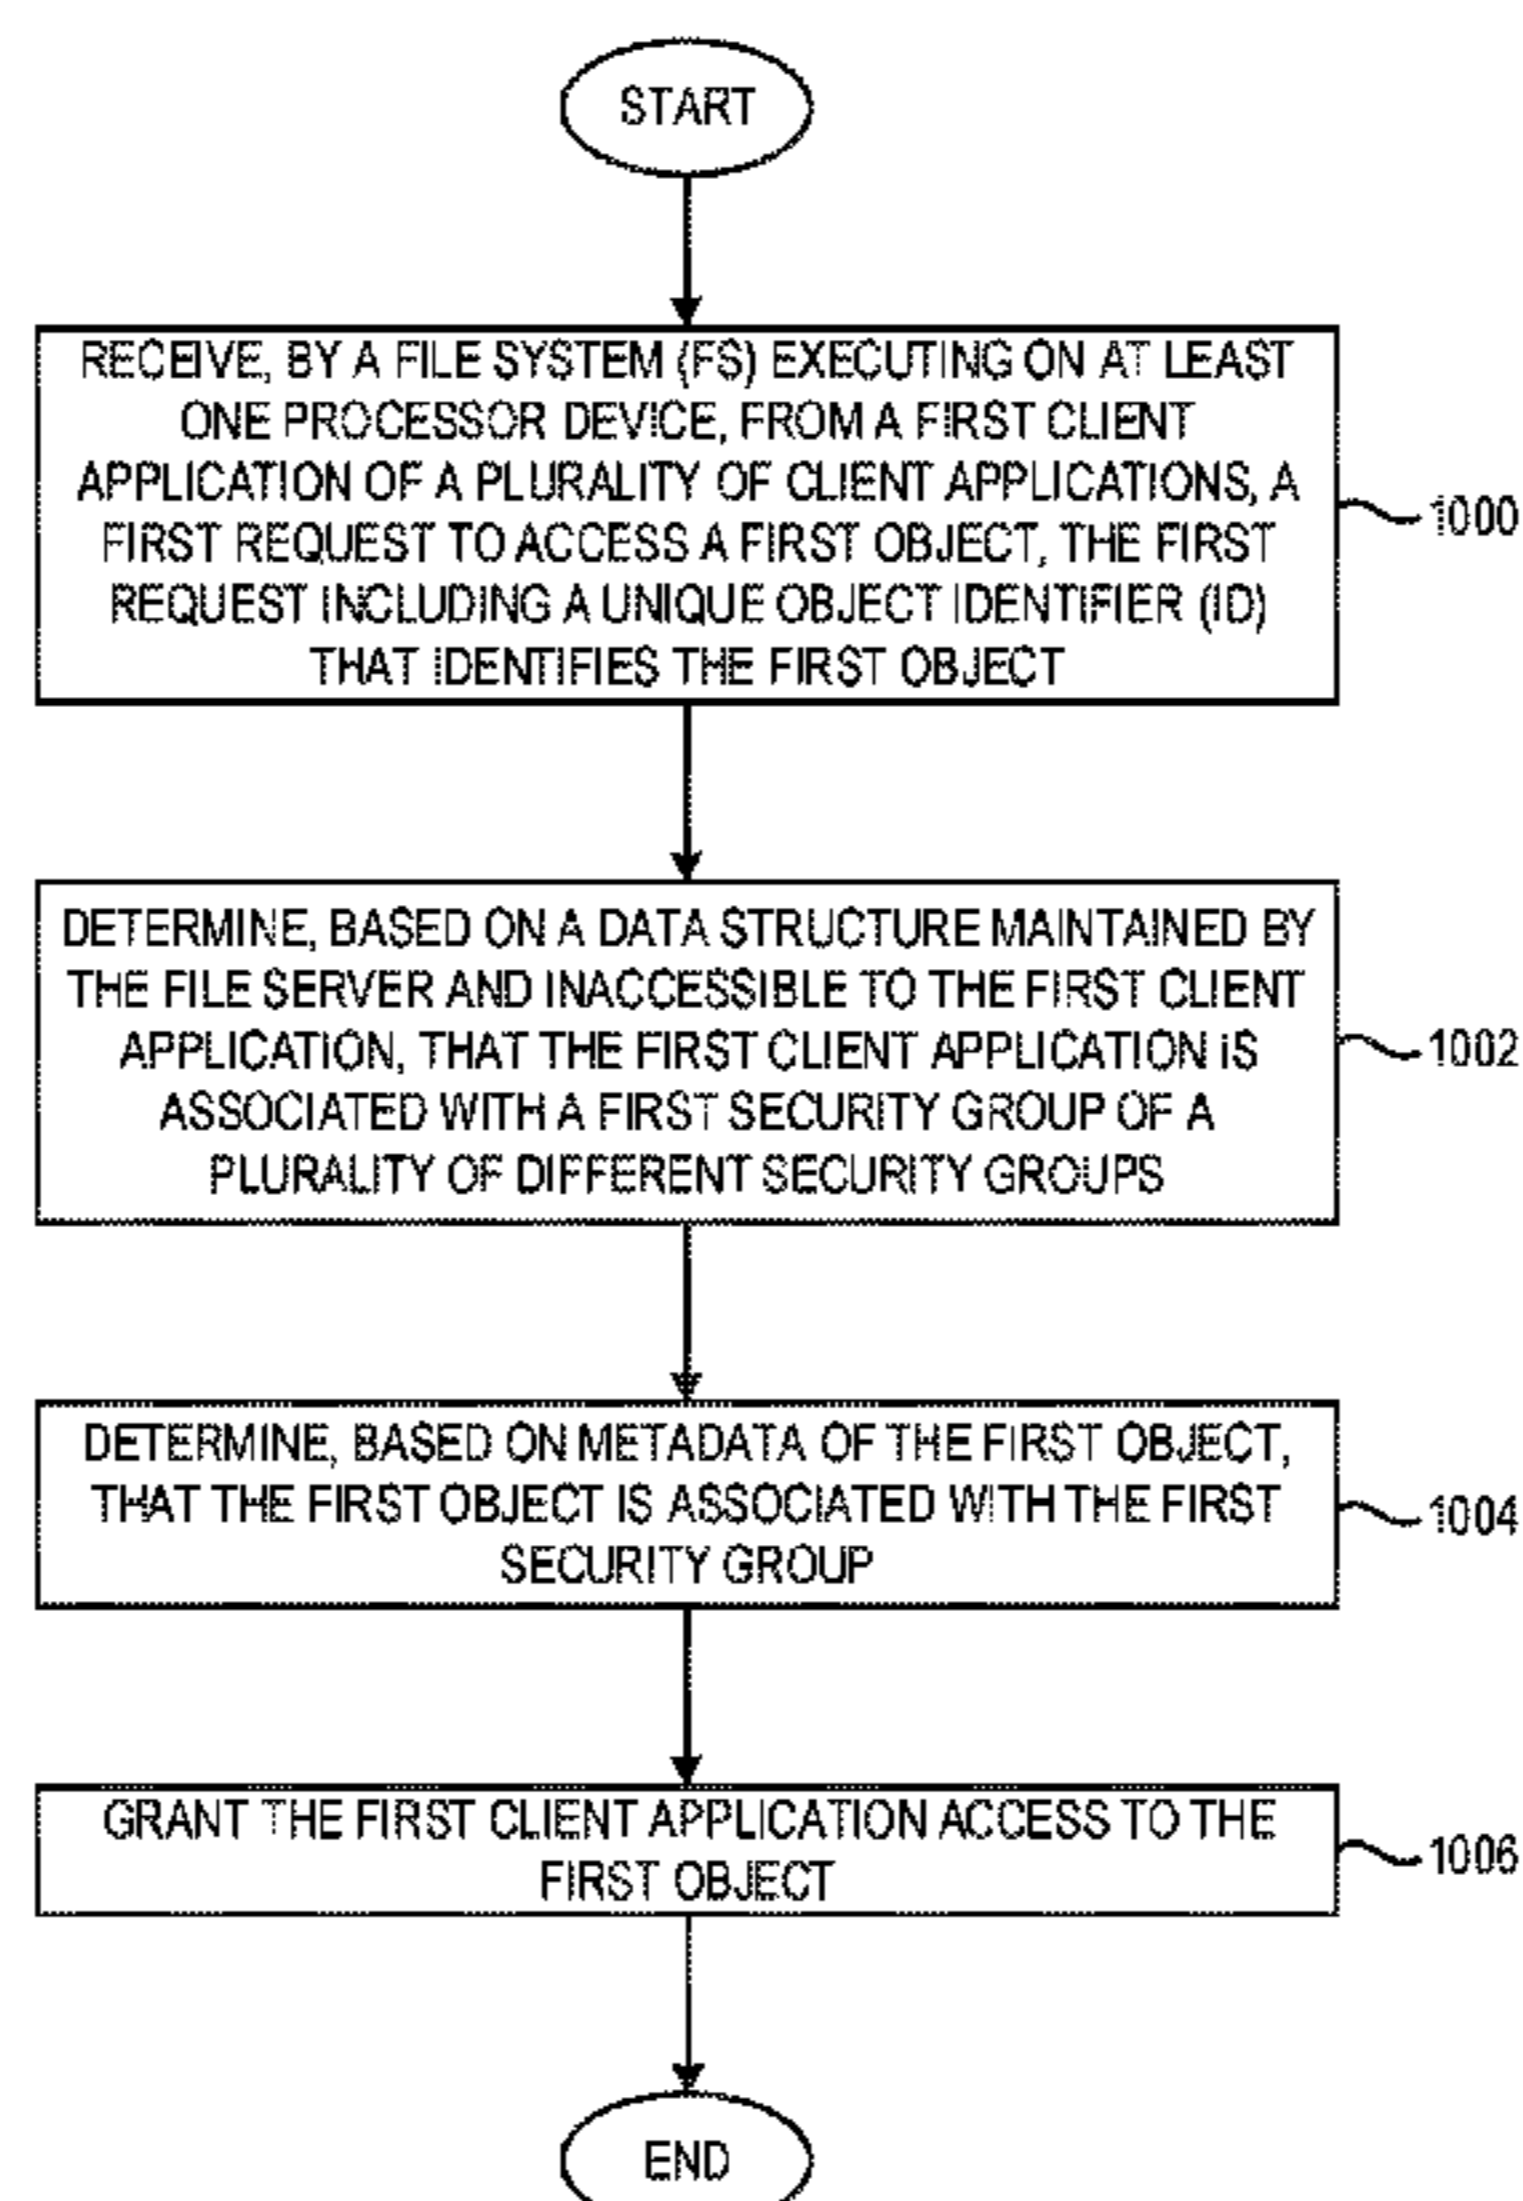 START
RECEIVE, BY A FILE SYSTEM (FS) EXECUTING ON AT LEAST
ONE PROCESSOR DEVICE, FROM A FIRST CLIENT
APPLICATION OF A PLURALITY OF CLIENT APPLICATIONS, A
FIRST REQUEST TO ACCESS A FIRST OBJECT, THE FIRST
REQUEST INCLUDING A UNIQUE OBJECT IDENTIFIER (ID)
THAT IDENTIFIES THE FIRST OBJECT
1000
DETERMINE, BASED ON A DATA STRUCTURE MAINTAINED BY
THE FILE SERVER AND INACCESSIBLE TO THE FIRST CLIENT
APPLICATION, THAT THE FIRST CLIENT APPLICATION iS
ASSOCIATED WITH A FIRST SECURITY GROUP OF A
PLURALITY OF DIFFERENT SECURITY GROUPS
1002
DETERMINE, BASED ON METADATA OF THE FIRST OBJECT,
THAT THE FIRST OBJECT IS ASSOCIATED WITH THE FIRST
SECURITY GROUP
1004
GRANT THE FIRST CLIENT APPLICATION ACCESS TO THE
FIRST OBJECT
1006
END